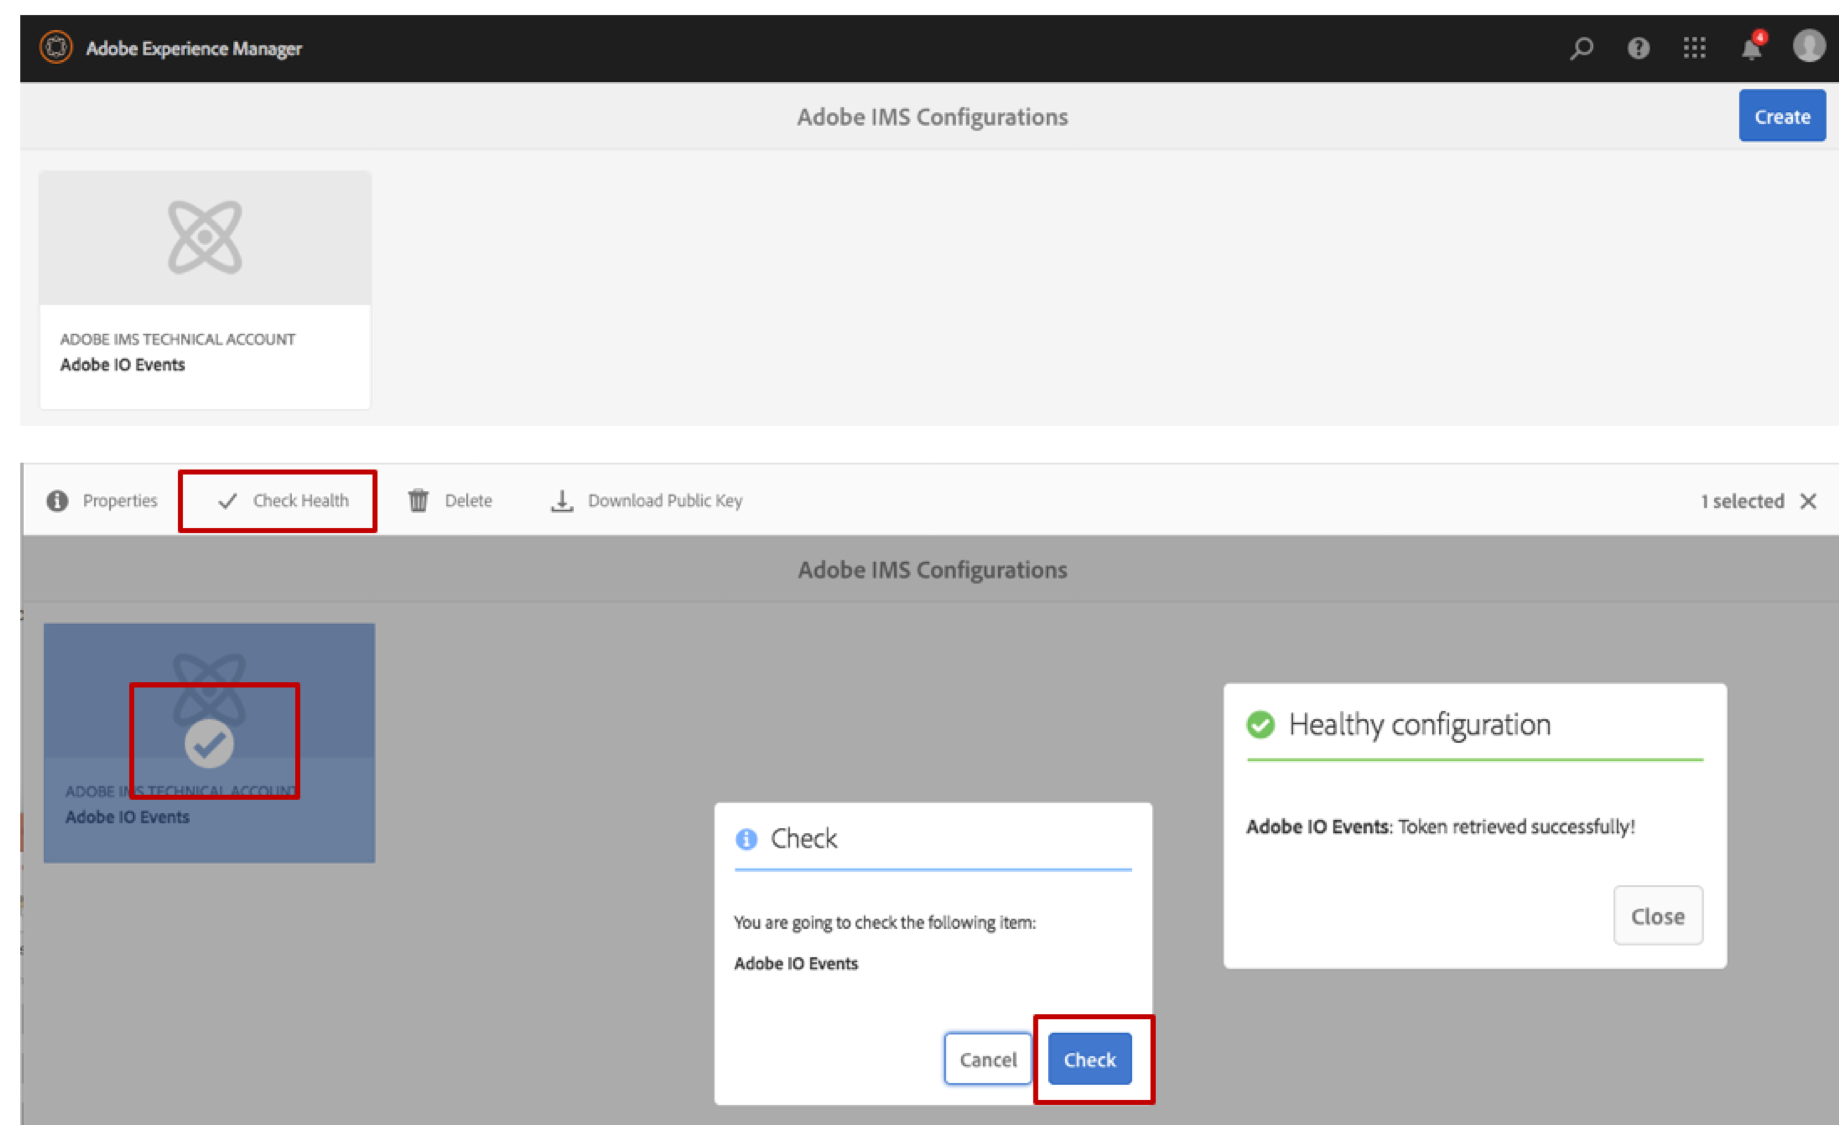 Adobe Experience Manager
4
Adobe IMS Configurations
Create
ADOBE IMS TECHNICAL ACCOUNT
Adobe IO Events
Properties
Check Health
Delete
Download Public Key
1 selected
Adobe IMS Configurations
ADOBE IMS TECHNICAL ACCOUNT
Adobe IO Events
Check
You are going to check the following item:
Adobe IO Events
Cancel
Check
Healthy configuration
Adobe IO Events: Token retrieved successfully!
Close